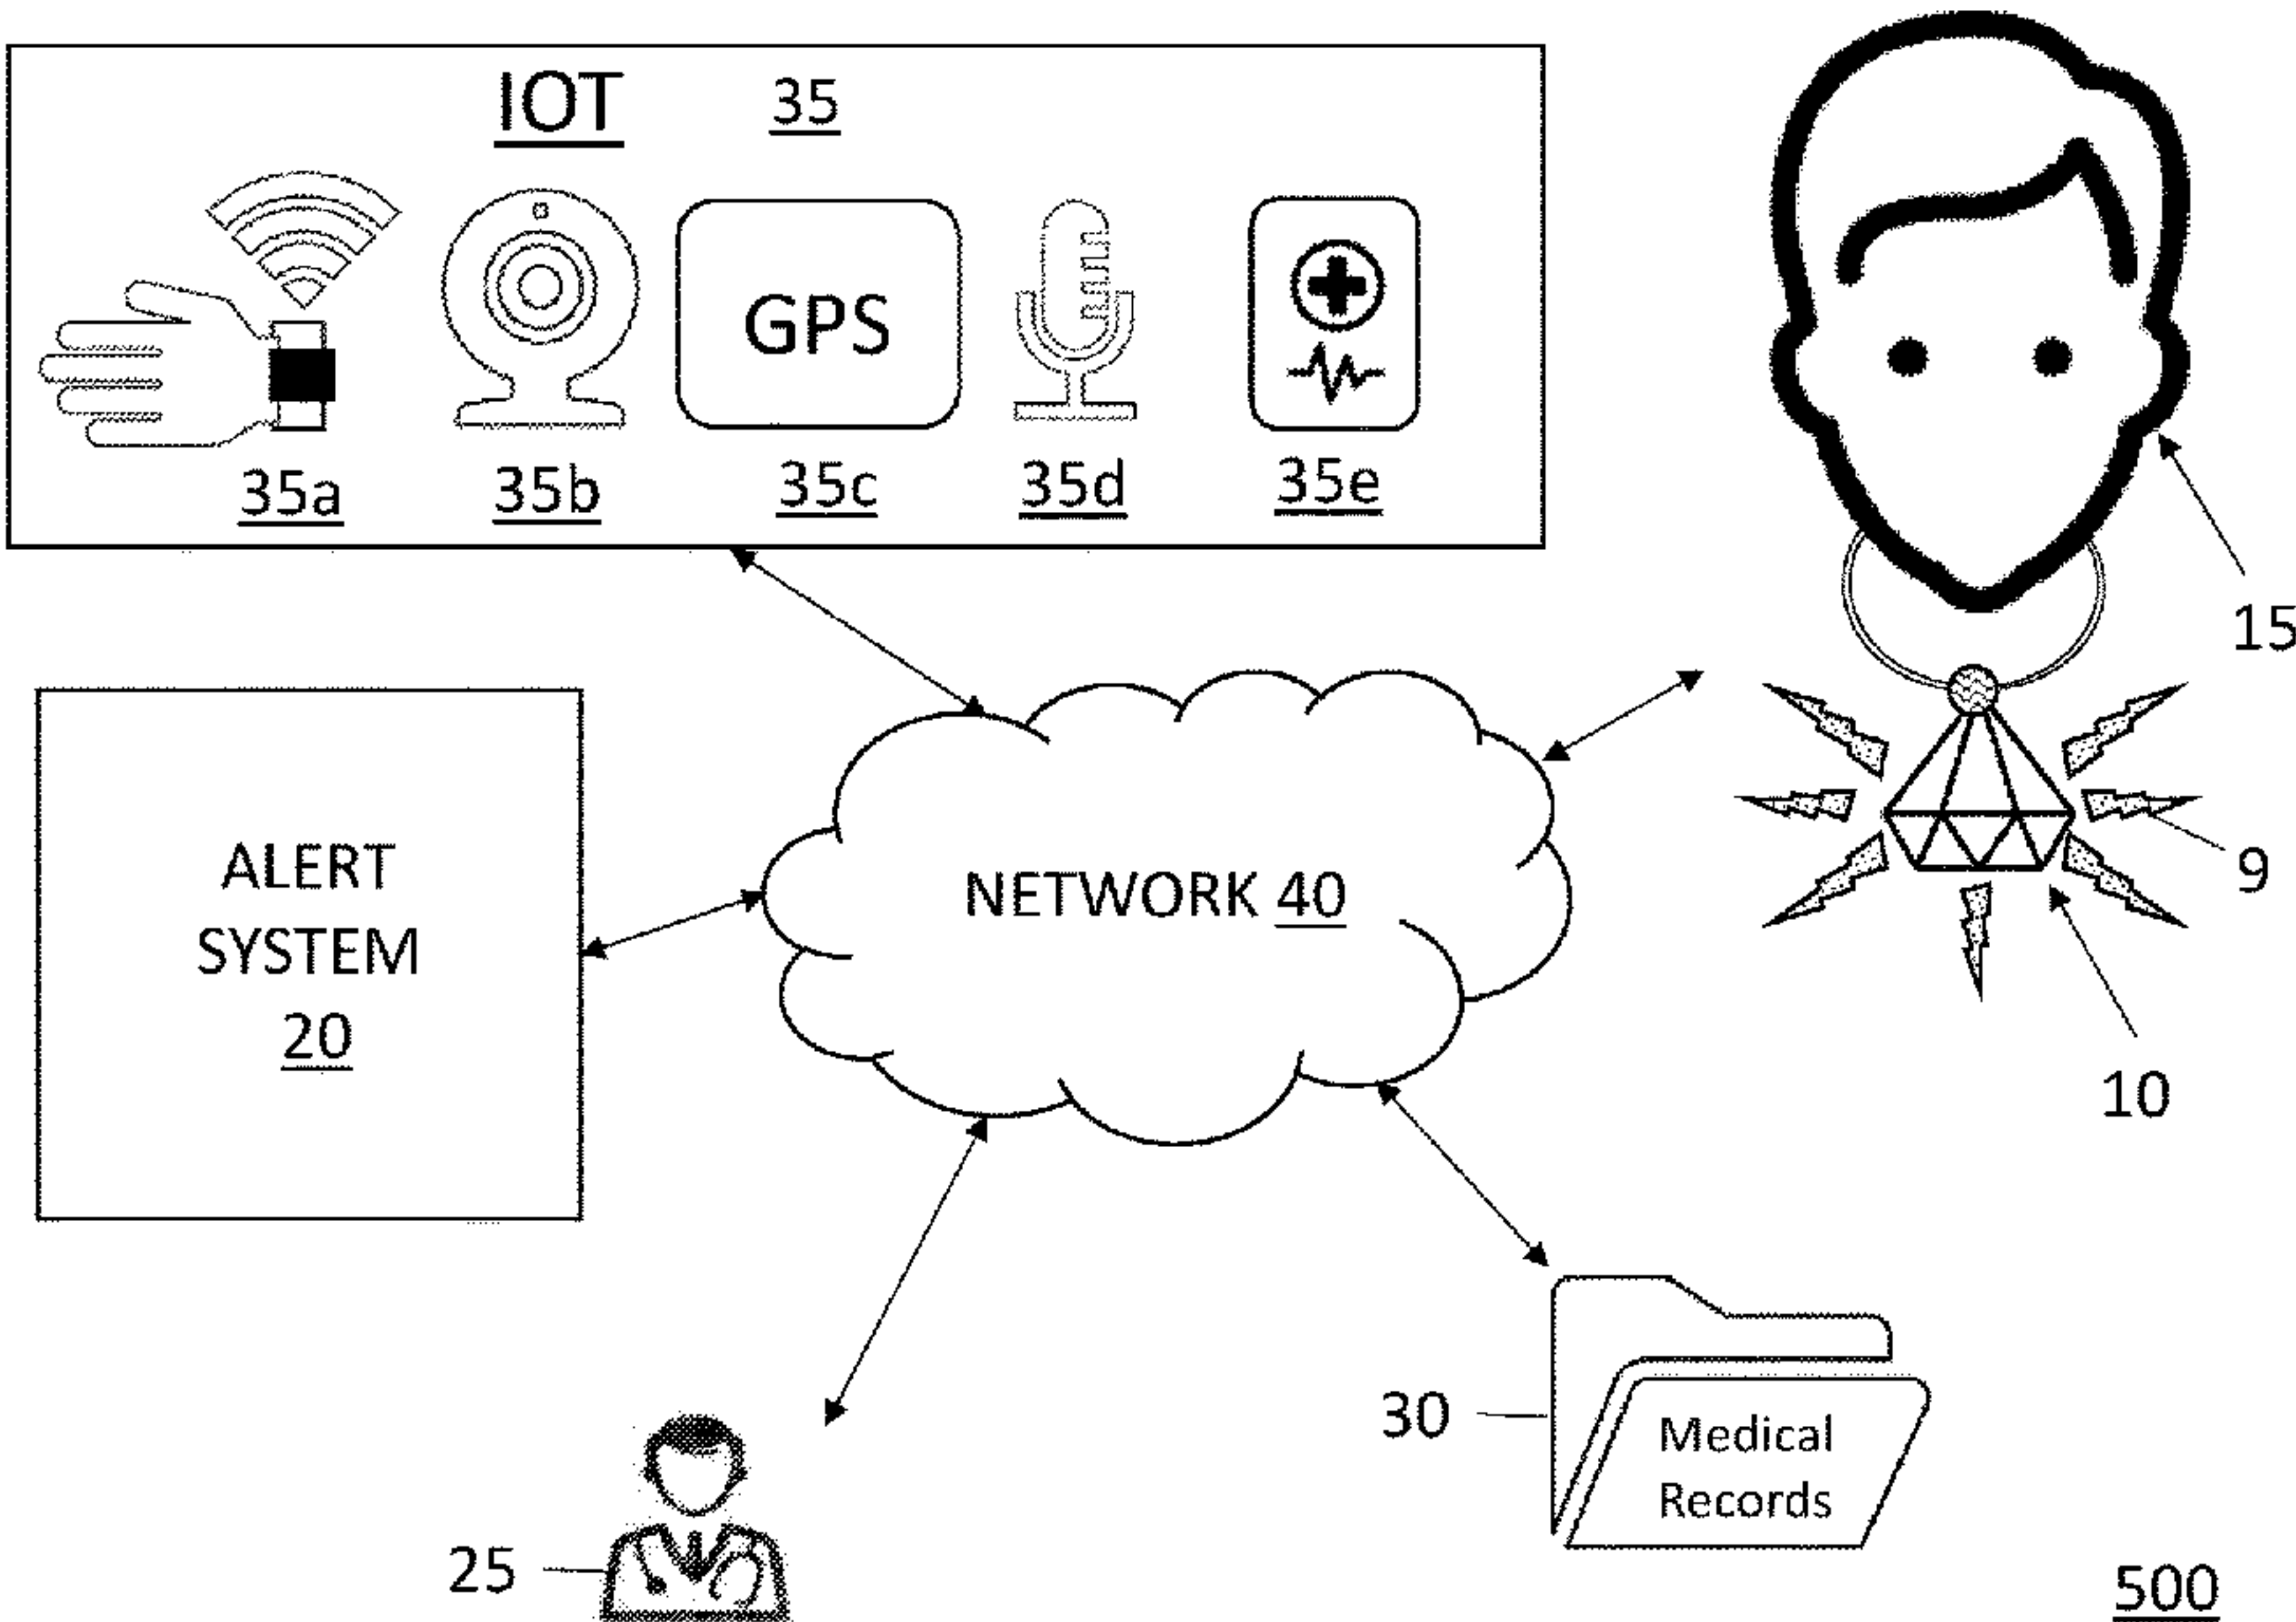 IOT 35
GPS
35a 35b 35c 35d 35e
15
ALERT
SYSTEM
20
NETWORK 40
9
10
30
Medical
Records
25
500